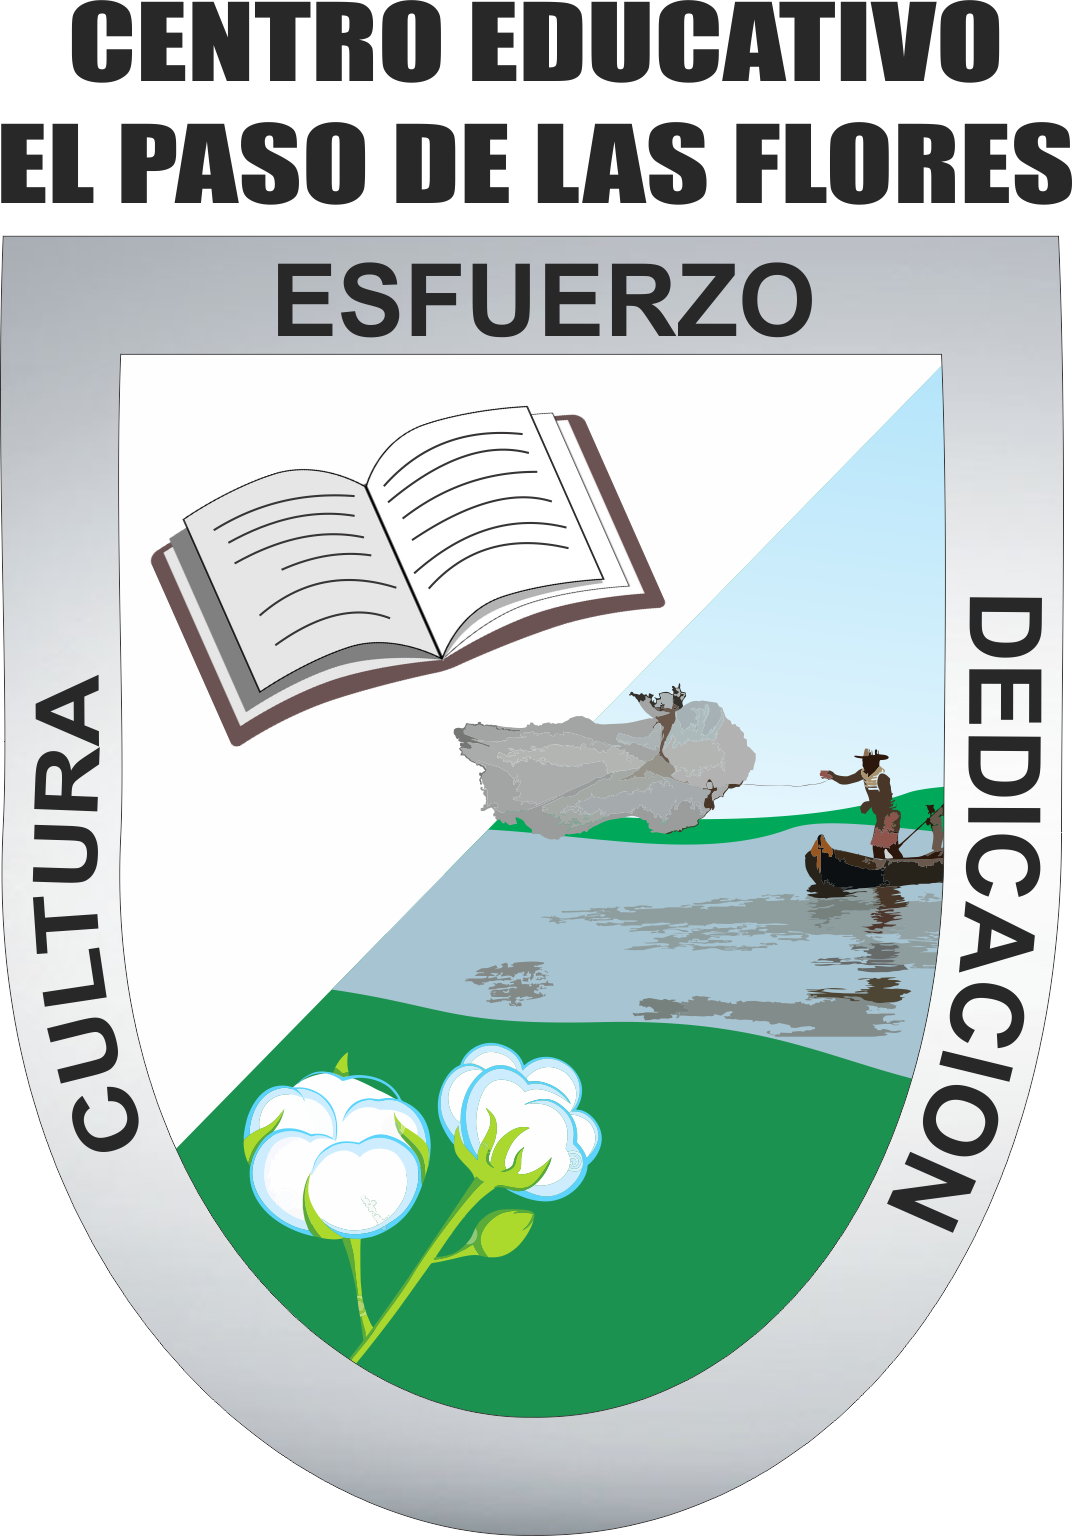 CENTRO EDUCATIVO
EL PASO DE LAS FLORES
ESFUERZO
CULTURA
DEDICACION